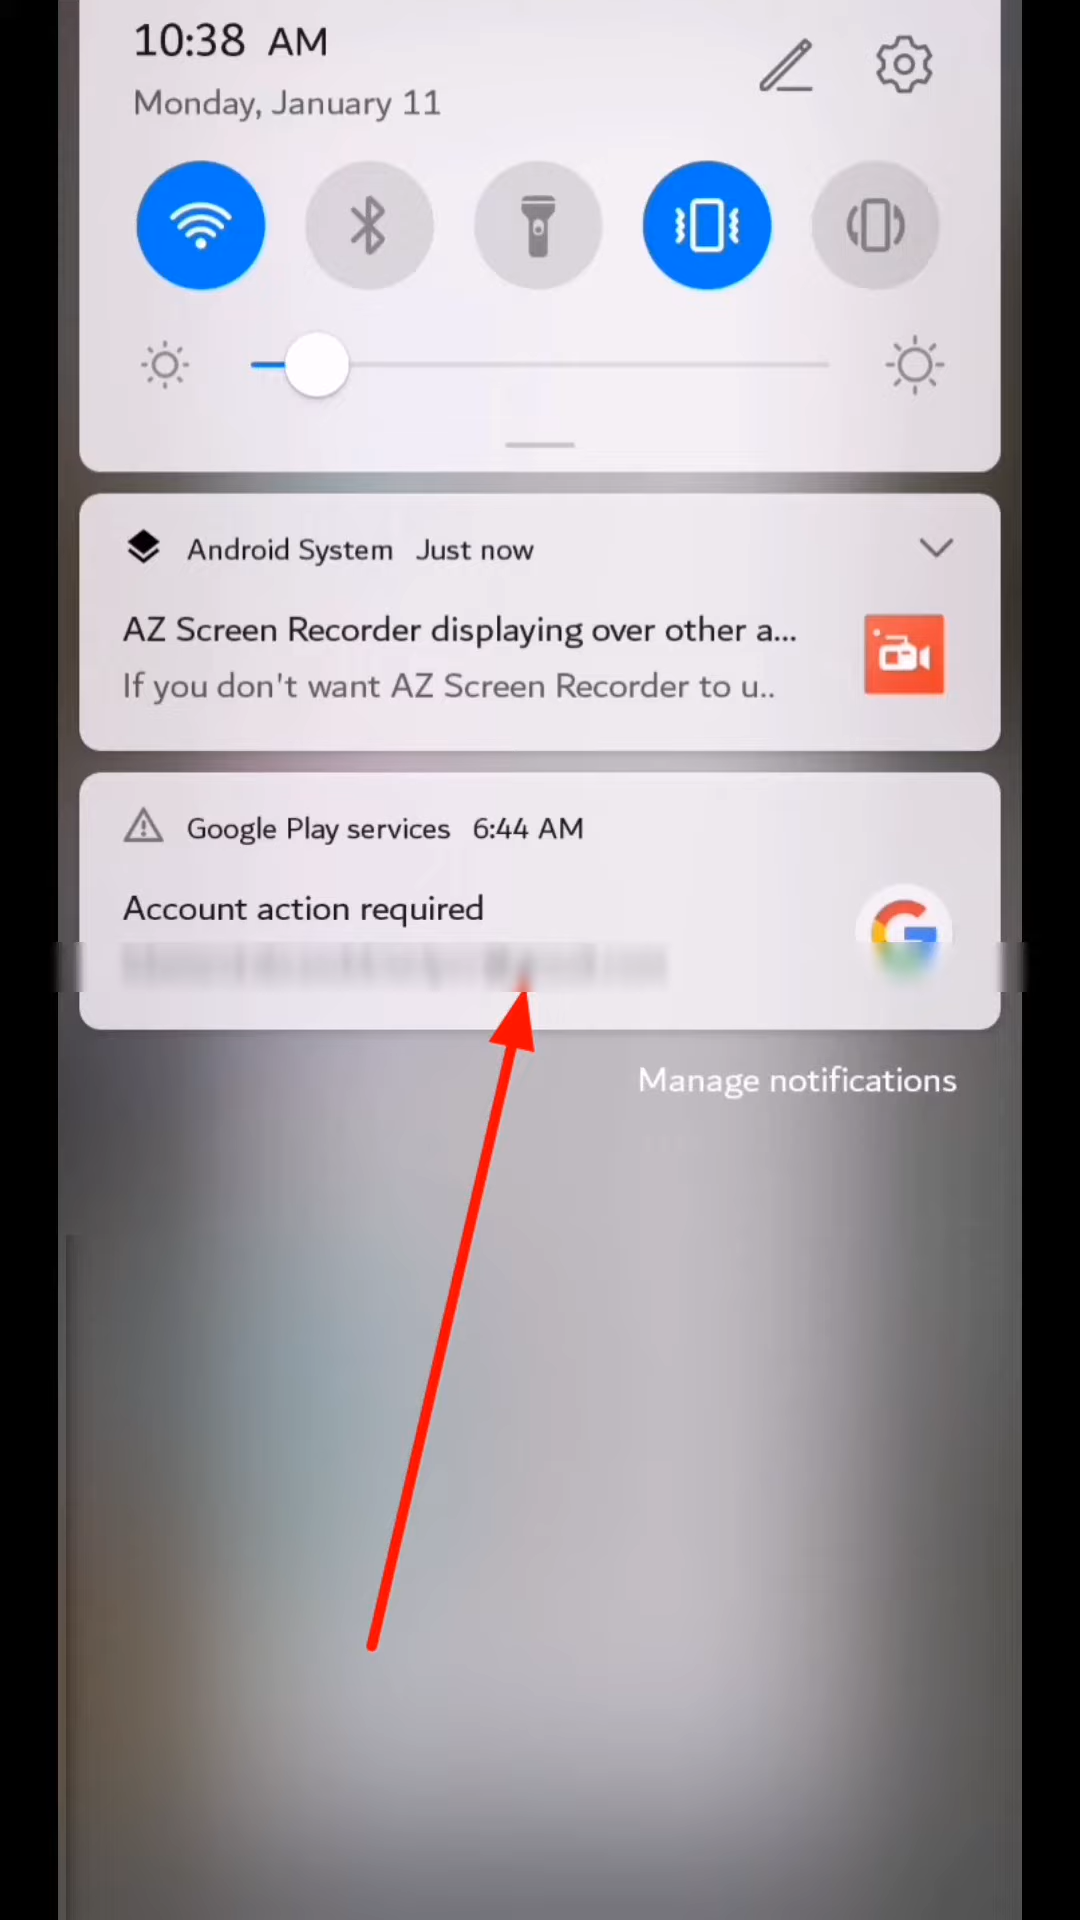 10:38 AM
Monday, January 11
Android System Just now
AZ Screen Recorder displaying over other a...
If you don't want AZ Screen Recorder to u..
Google Play services 6:44 AM
Account action required
Manage notifications